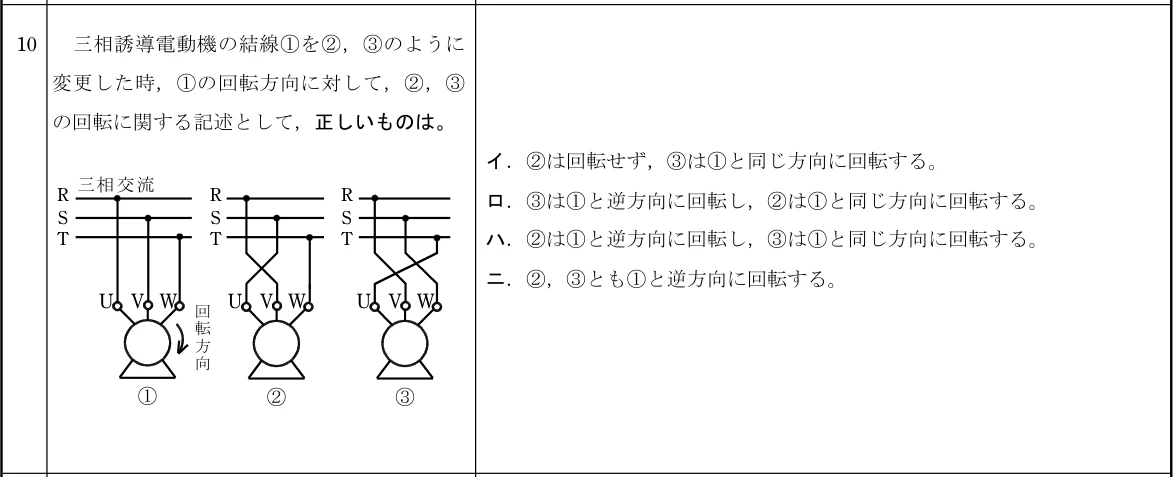 10
三相誘導電動機の結線①を②，③のように
変更した時，①の回転方向に対して，②，③
の回転に関する記述として，正しいものは。
イ．②は回転せず，③は①と同じ方向に回転する。
ロ．③は①と逆方向に回転し，②は①と同じ方向に回転する。
ハ．②は①と逆方向に回転し，③は①と同じ方向に回転する。
ニ．②，③とも①と逆方向に回転する。
三相交流
R R R
S S S
T T T
U V W U V W U V W
回転方向
① ② ③